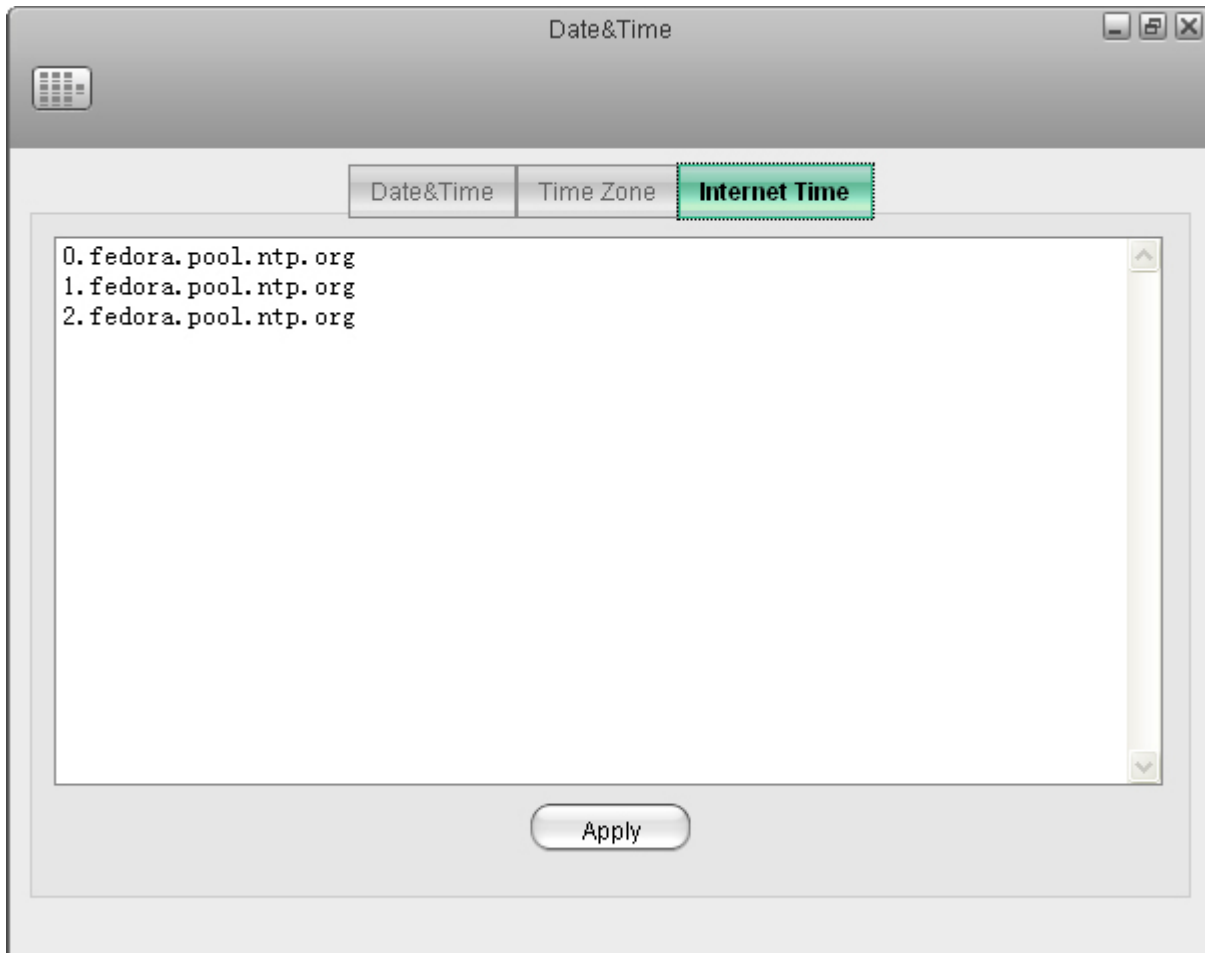 Date&Time
Date&Time Time Zone Internet Time
0.fedora.pool.ntp.org
1.fedora.pool.ntp.org
2.fedora.pool.ntp.org
Apply